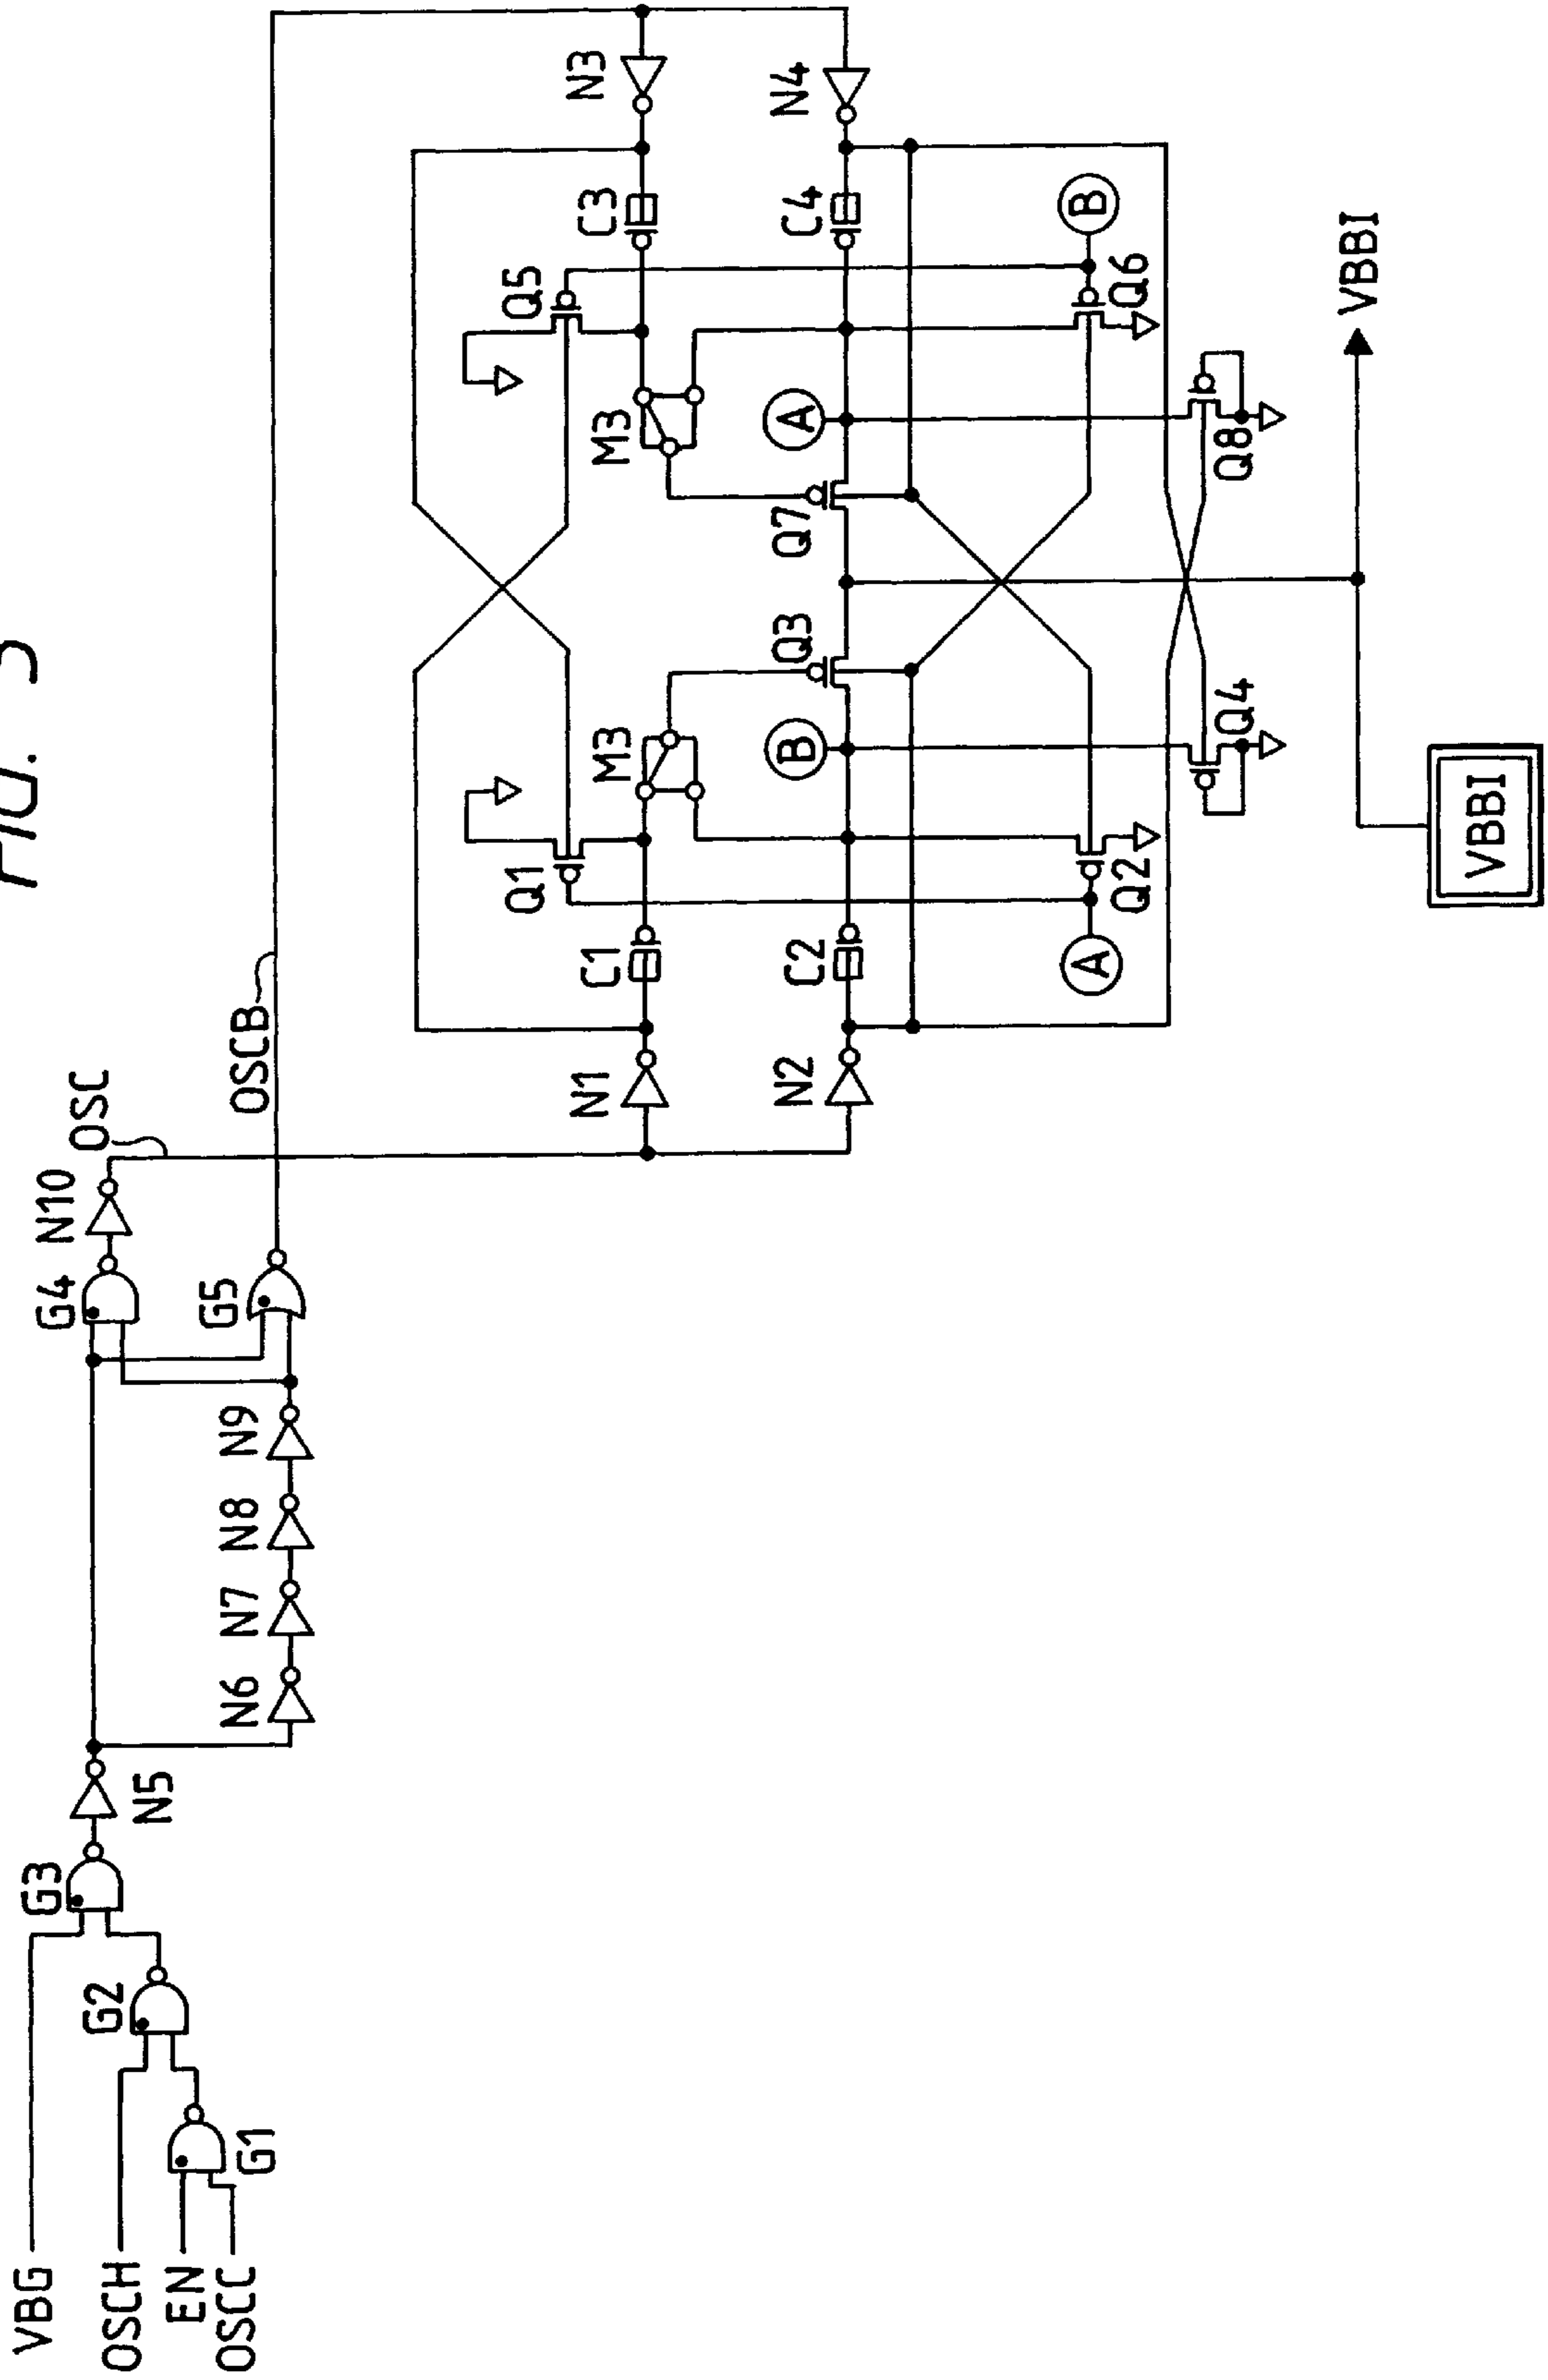 FIG.
VBG
OSCH
EN
OSCC
G1
G2
G3
N5
N6
N7
N8
N9
G4
G5
N10
OSC
OSCB
N1
N2
C1
C2
Q1
A
Q2
M3
B
Q3
Q4
M3
Q7
A
Q8
Q5
B
Q6
C3
C4
N3
N4
VBBI
VBBI